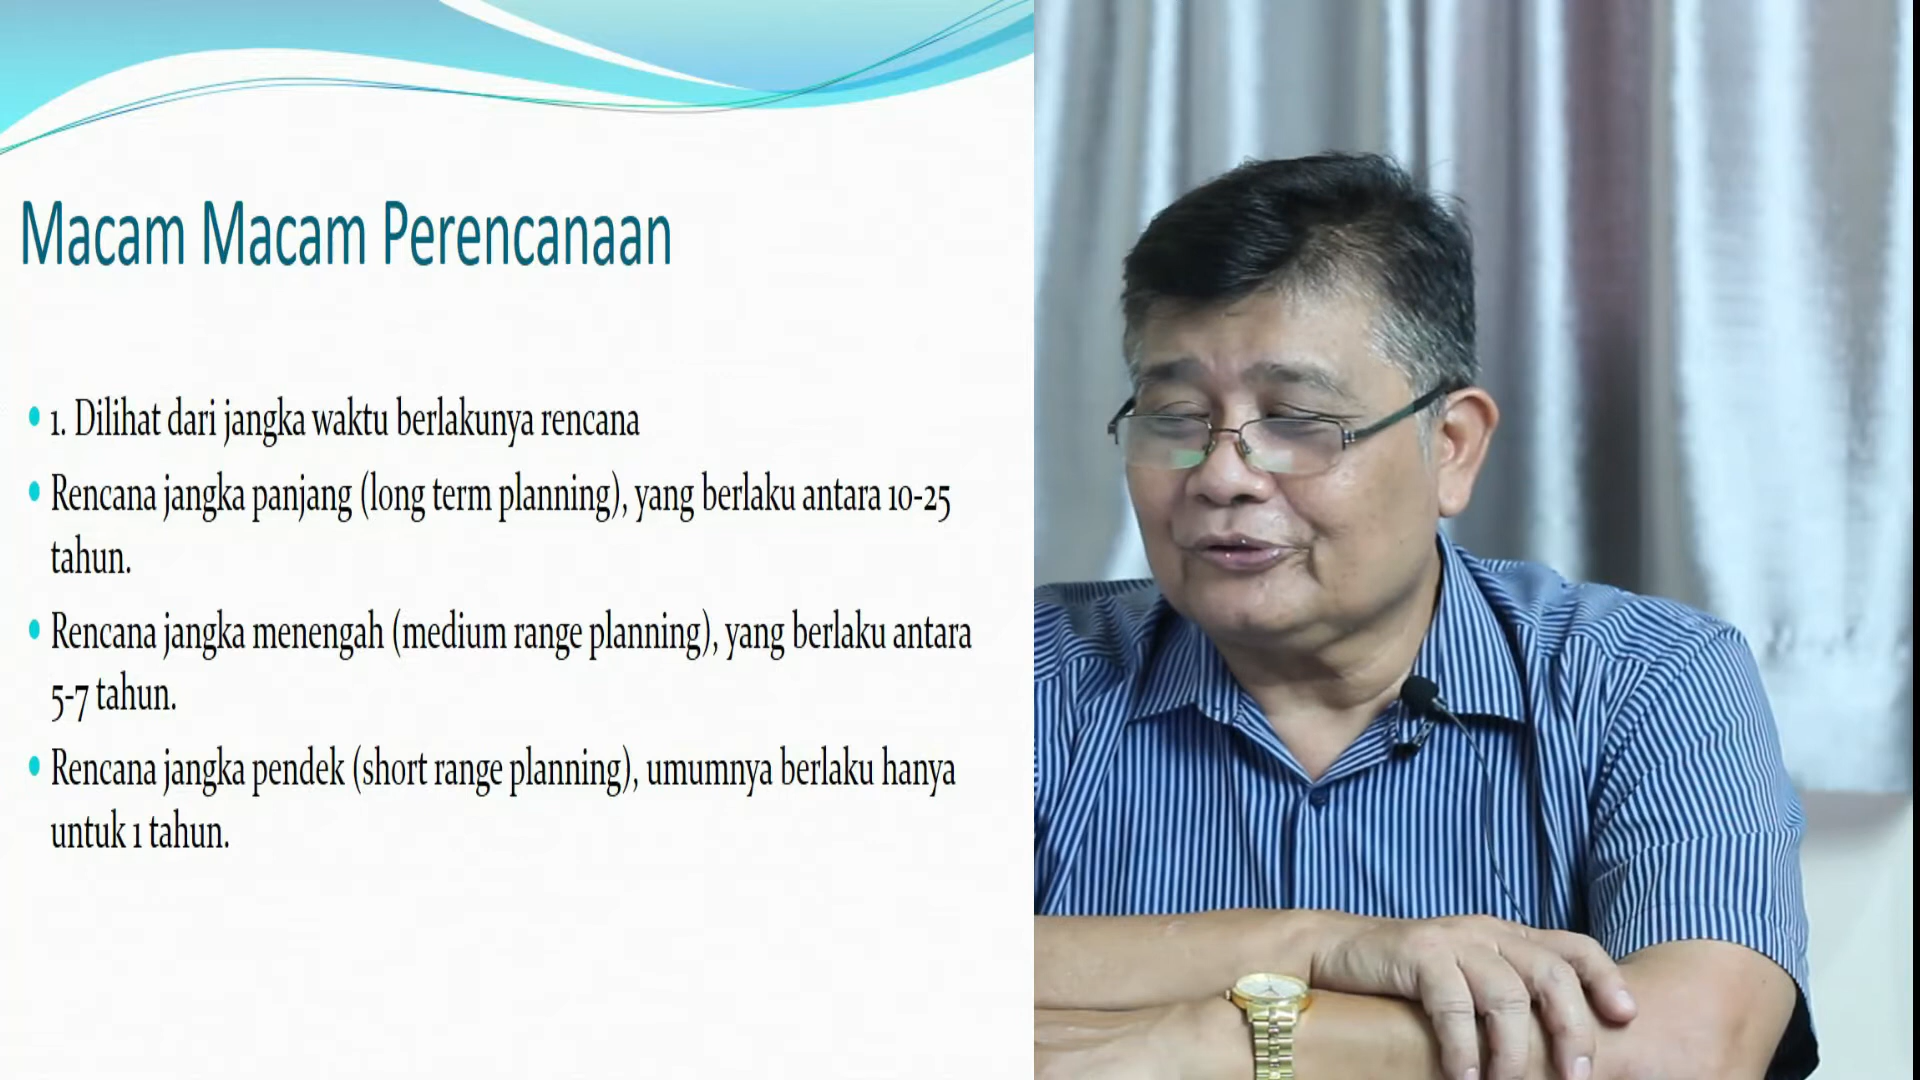 Macam Macam Perencanaan
• 1. Dilihat dari jangka waktu berlakunya rencana
• Rencana jangka panjang (long term planning), yang berlaku antara 10-25
tahun.
• Rencana jangka menengah (medium range planning), yang berlaku antara
5-7 tahun.
• Rencana jangka pendek (short range planning), umumnya berlaku hanya
untuk 1 tahun.